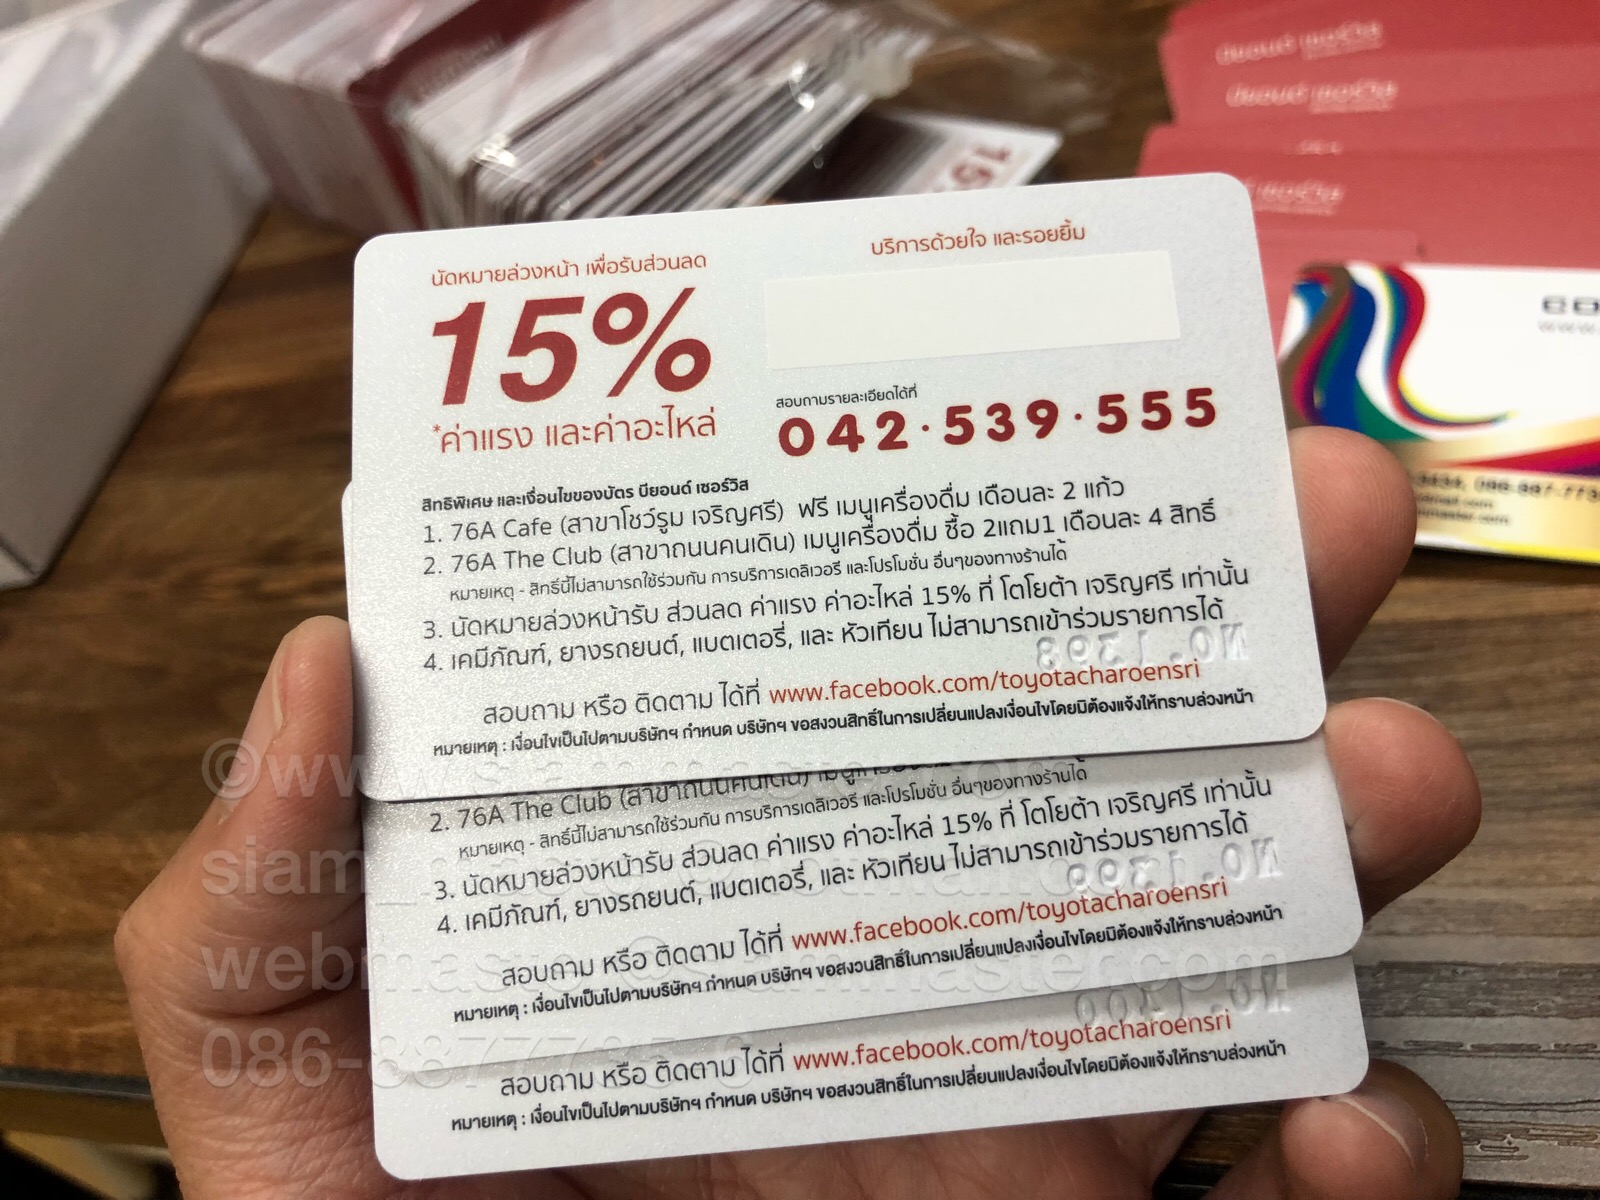 นัดหมายล่วงหน้า เพื่อรับส่วนลด
15%
*ค่าแรง และค่าอะไหล่
บริการด้วยใจ และรอยยิ้ม
สอบถามรายละเอียดได้ที่
042·539·555
สิทธิพิเศษ และเงื่อนไขของบัตร บียอนด์ เซอร์วิส
1. 76A Cafe (สาขาโชว์รูม เจริญศรี) ฟรี เมนูเครื่องดื่ม เดือนละ 2 แก้ว
2. 76A The Club (สาขาถนนคนเดิน) เมนูเครื่องดื่ม ซื้อ 2แถม1 เดือนละ 4 สิทธิ์
หมายเหตุ - สิทธิ์นี้ไม่สามารถใช้ร่วมกัน การบริการเดลิเวอรี และโปรโมชั่น อื่นๆของทางร้านได้
3. นัดหมายล่วงหน้ารับ ส่วนลด ค่าแรง ค่าอะไหล่ 15% ที่ โตโยต้า เจริญศรี เท่านั้น
4. เคมีภัณฑ์, ยางรถยนต์, แบตเตอรี่, และ หัวเทียน ไม่สามารถเข้าร่วมรายการได้
NO.1398
สอบถาม หรือ ติดตาม ได้ที่ www.facebook.com/toyotacharoensri
หมายเหตุ : เงื่อนไขเป็นไปตามบริษัทฯ กำหนด บริษัทฯ ขอสงวนสิทธิ์ในการเปลี่ยนแปลงเงื่อนไขโดยมิต้องแจ้งให้ทราบล่วงหน้า
2. 76A The Club (สาขาถนนคนเดิน)
หมายเหตุ - สิทธิ์นี้ไม่สามารถใช้ร่วมกัน การบริการเดลิเวอรี และโปรโมชั่น อื่นๆของทางร้านได้
3. นัดหมายล่วงหน้ารับ ส่วนลด ค่าแรง ค่าอะไหล่ 15% ที่ โตโยต้า เจริญศรี เท่านั้น
4. เคมีภัณฑ์, ยางรถยนต์, แบตเตอรี่, และ หัวเทียน ไม่สามารถเข้าร่วมรายการได้
NO.1399
สอบถาม หรือ ติดตาม ได้ที่ www.facebook.com/toyotacharoensri
หมายเหตุ : เงื่อนไขเป็นไปตามบริษัทฯ กำหนด บริษัทฯ ขอสงวนสิทธิ์ในการเปลี่ยนแปลงเงื่อนไขโดยมิต้องแจ้งให้ทราบล่วงหน้า
NO.1400
สอบถาม หรือ ติดตาม ได้ที่ www.facebook.com/toyotacharoensri
หมายเหตุ : เงื่อนไขเป็นไปตามบริษัทฯ กำหนด บริษัทฯ ขอสงวนสิทธิ์ในการเปลี่ยนแปลงเงื่อนไขโดยมิต้องแจ้งให้ทราบล่วงหน้า